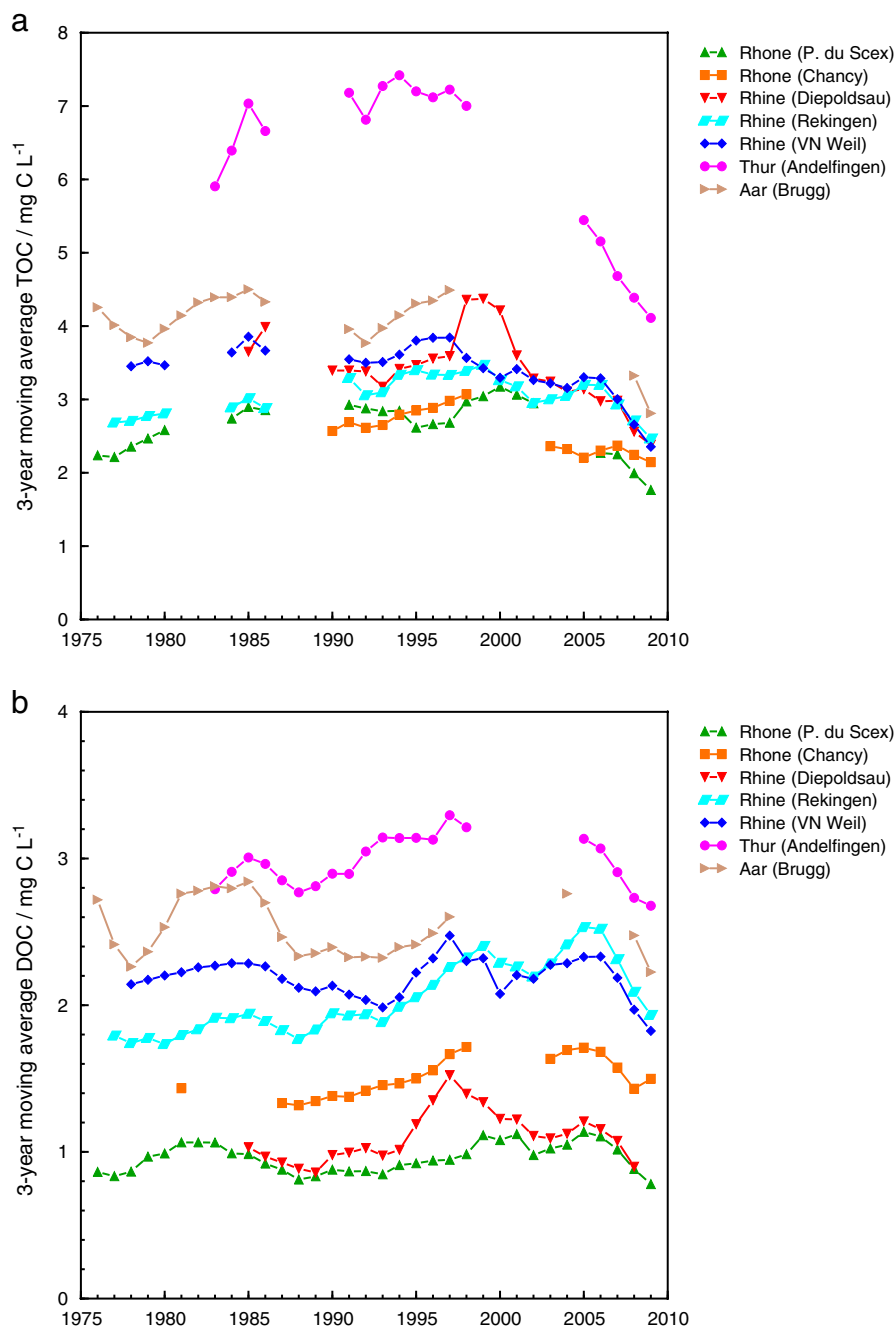 a
8
7
6
5
4
3
2
1
0
3-year moving average TOC / mg C L⁻¹
1975 1980 1985 1990 1995 2000 2005 2010
Rhone (P. du Scex)
Rhone (Chancy)
Rhine (Diepoldsau)
Rhine (Rekingen)
Rhine (VN Weil)
Thur (Andelfingen)
Aar (Brugg)
b
4
3
2
1
0
3-year moving average DOC / mg C L⁻¹
1975 1980 1985 1990 1995 2000 2005 2010
Rhone (P. du Scex)
Rhone (Chancy)
Rhine (Diepoldsau)
Rhine (Rekingen)
Rhine (VN Weil)
Thur (Andelfingen)
Aar (Brugg)